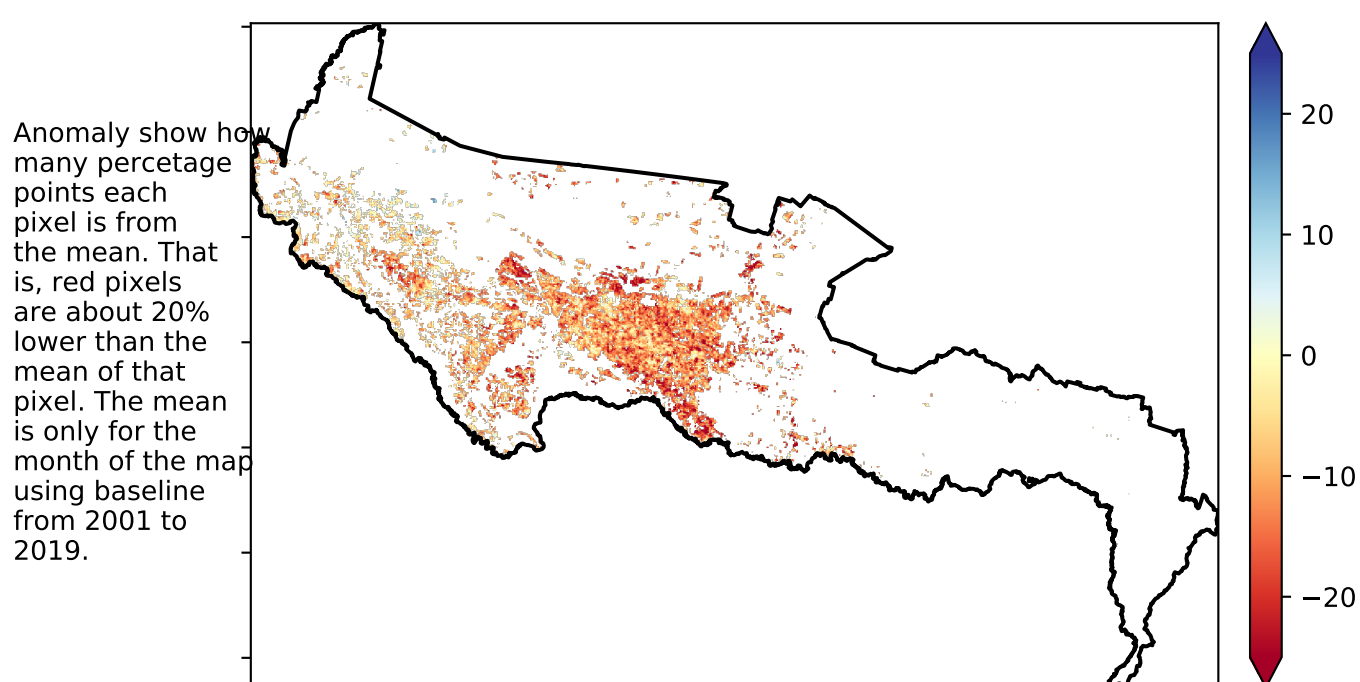 Anomaly show how
many percetage
points each
pixel is from
the mean. That
is, red pixels
are about 20%
lower than the
mean of that
pixel. The mean
is only for the
month of the map
using baseline
from 2001 to
2019.
20
10
0
−10
−20